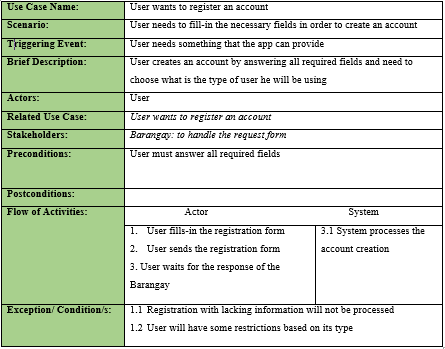 Use Case Name: User wants to register an account
Scenario: User needs to fill-in the necessary fields in order to create an account
Triggering Event: User needs something that the app can provide
Brief Description: User creates an account by answering all required fields and need to
choose what is the type of user he will be using
Actors: User
Related Use Case: User wants to register an account
Stakeholders: Barangay: to handle the request form
Preconditions: User must answer all required fields
Postconditions:
Flow of Activities: Actor System
1. User fills-in the registration form 3.1 System processes the
2. User sends the registration form account creation
3. User waits for the response of the
Barangay
Exception/ Condition/s: 1.1 Registration with lacking information will not be processed
1.2 User will have some restrictions based on its type